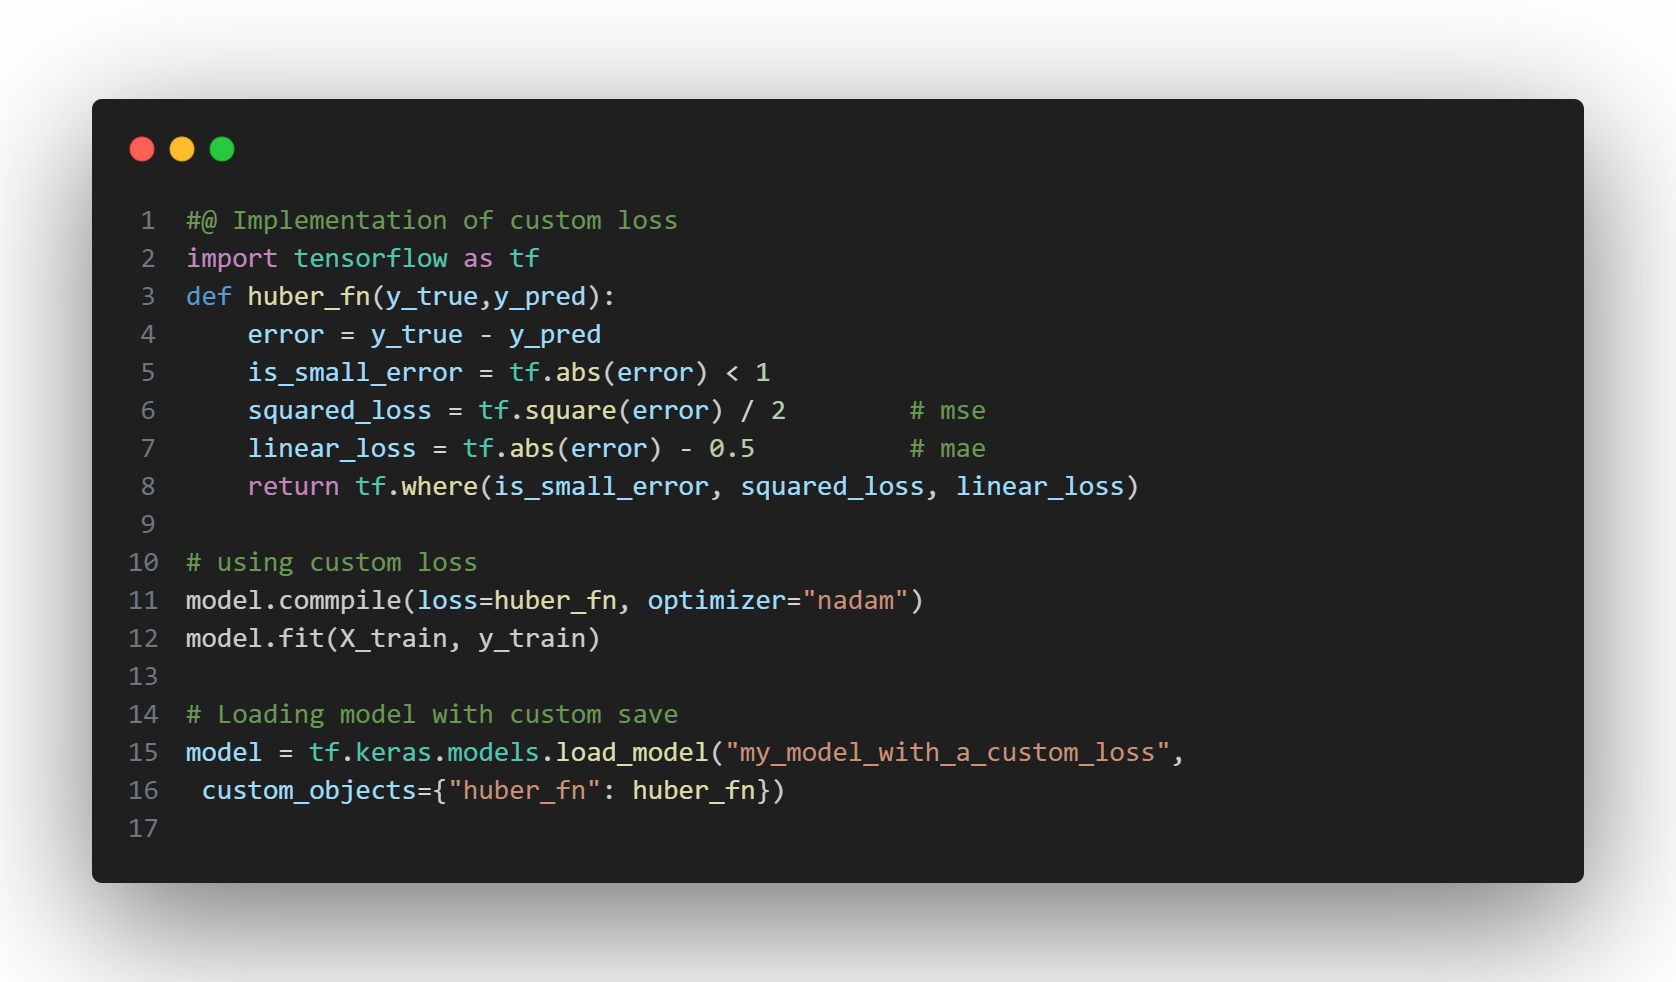 1 #@ Implementation of custom loss
2 import tensorflow as tf
3 def huber_fn(y_true,y_pred):
4     error = y_true - y_pred
5     is_small_error = tf.abs(error) < 1
6     squared_loss = tf.square(error) / 2        # mse
7     linear_loss = tf.abs(error) - 0.5          # mae
8     return tf.where(is_small_error, squared_loss, linear_loss)
9
10 # using custom loss
11 model.commpile(loss=huber_fn, optimizer="nadam")
12 model.fit(X_train, y_train)
13
14 # Loading model with custom save
15 model = tf.keras.models.load_model("my_model_with_a_custom_loss",
16  custom_objects={"huber_fn": huber_fn})
17